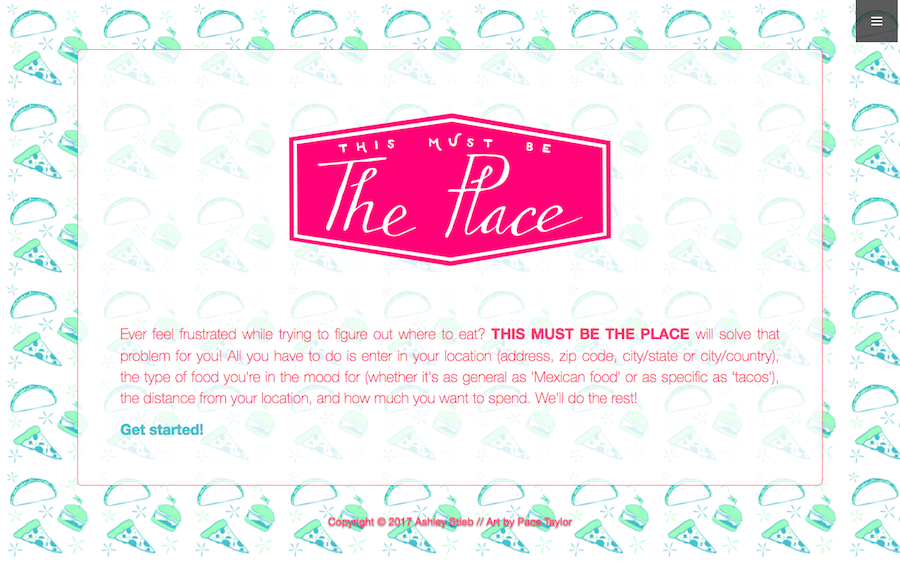 THIS MUST BE
The Place
Ever feel frustrated while trying to figure out where to eat? THIS MUST BE THE PLACE will solve that
problem for you! All you have to do is enter in your location (address, zip code, city/state or city/country),
the type of food you're in the mood for (whether it's as general as 'Mexican food' or as specific as 'tacos'),
the distance from your location, and how much you want to spend. We'll do the rest!
Get started!
Copyright © 2017 Ashley Stieb // Art by Pace Taylor